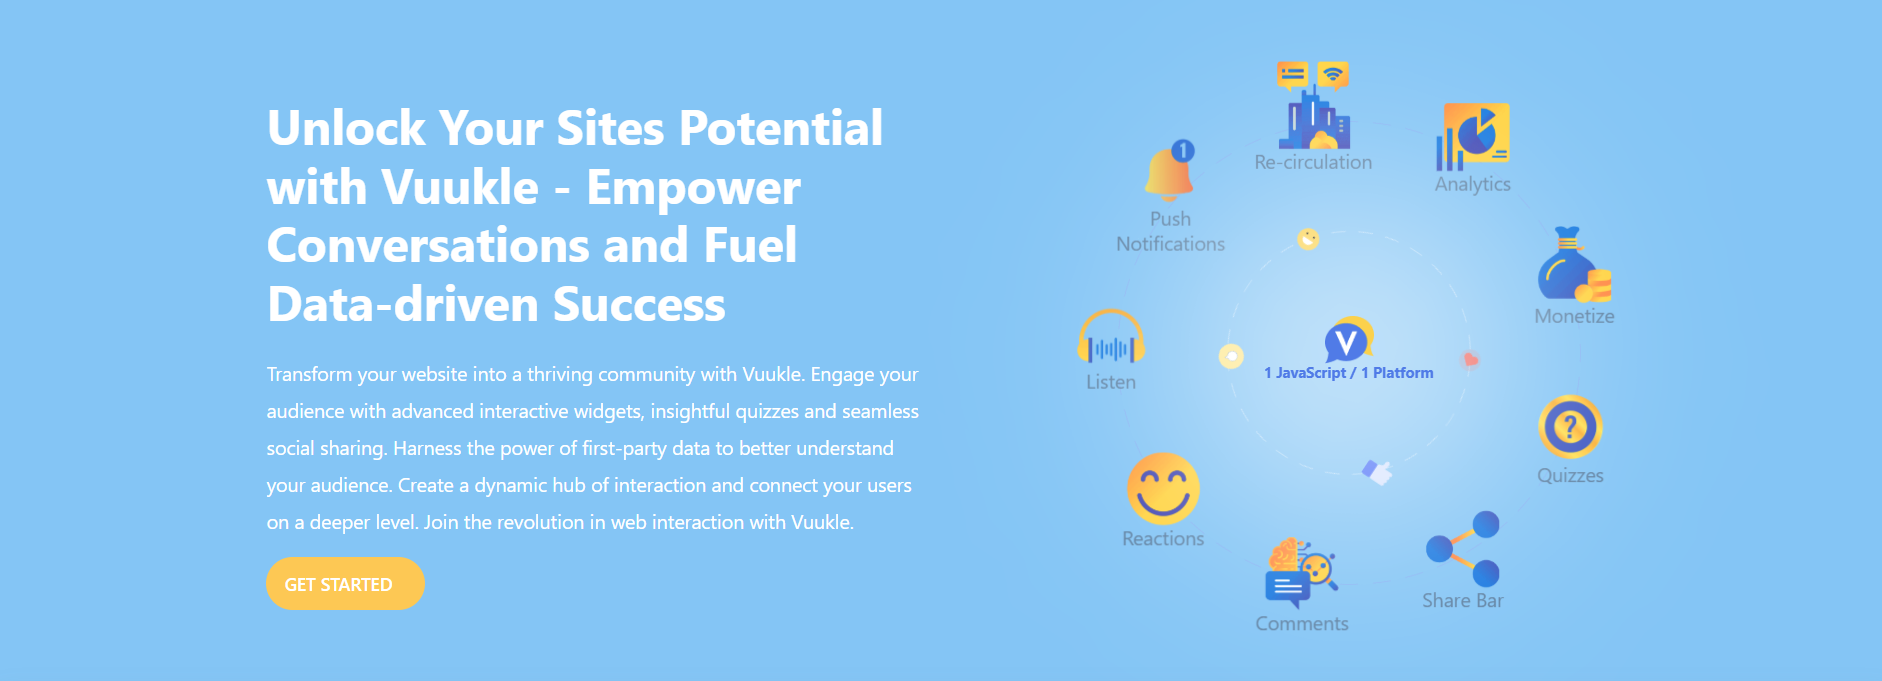 Unlock Your Sites Potential
with Vuukle - Empower
Conversations and Fuel
Data-driven Success
Transform your website into a thriving community with Vuukle. Engage your
audience with advanced interactive widgets, insightful quizzes and seamless
social sharing. Harness the power of first-party data to better understand
your audience. Create a dynamic hub of interaction and connect your users
on a deeper level. Join the revolution in web interaction with Vuukle.
GET STARTED
Re-circulation
Analytics
1
Push
Notifications
Monetize
V
1 JavaScript / 1 Platform
Listen
?
Quizzes
Reactions
Share Bar
Comments